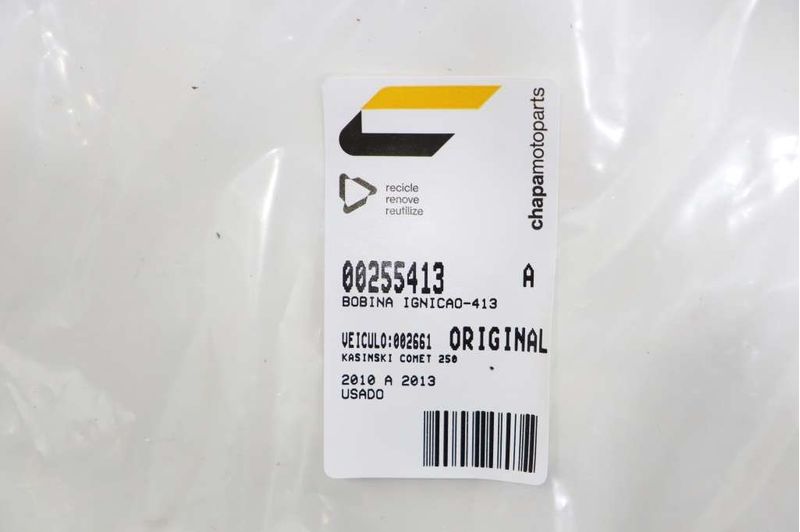 chapamotoparts
recicle
renove
reutilize
00255413 A
BOBINA IGNICAO-413
VEICULO:002661 ORIGINAL
KASINSKI COMET 250
2010 A 2013
USADO